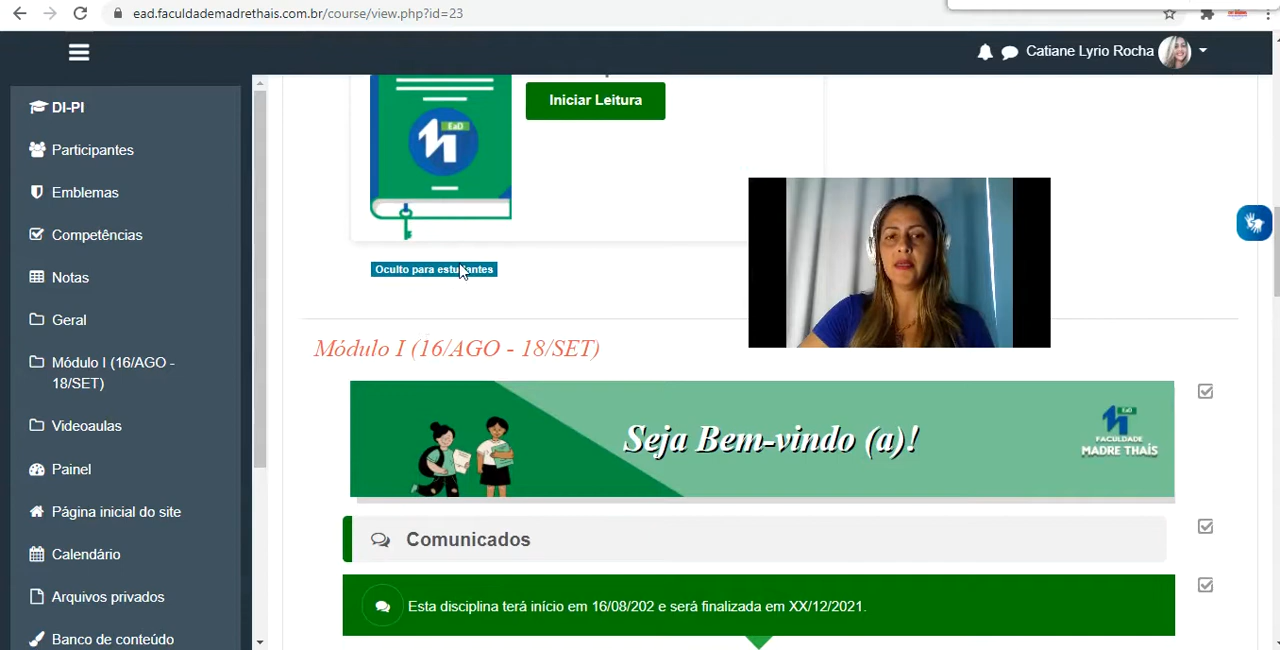 ead.faculdademadrethais.com.br/course/view.php?id=23
Catiane Lyrio Rocha
DI-PI
Participantes
Emblemas
Competências
Notas
Geral
Módulo I (16/AGO -
18/SET)
Videoaulas
Painel
Página inicial do site
Calendário
Arquivos privados
Banco de conteúdo
EaD
Iniciar Leitura
Oculto para estudantes
Módulo I (16/AGO - 18/SET)
Seja Bem-vindo (a)!
EaD
FACULDADE
MADRE THAÍS
Comunicados
Esta disciplina terá início em 16/08/202 e será finalizada em XX/12/2021.